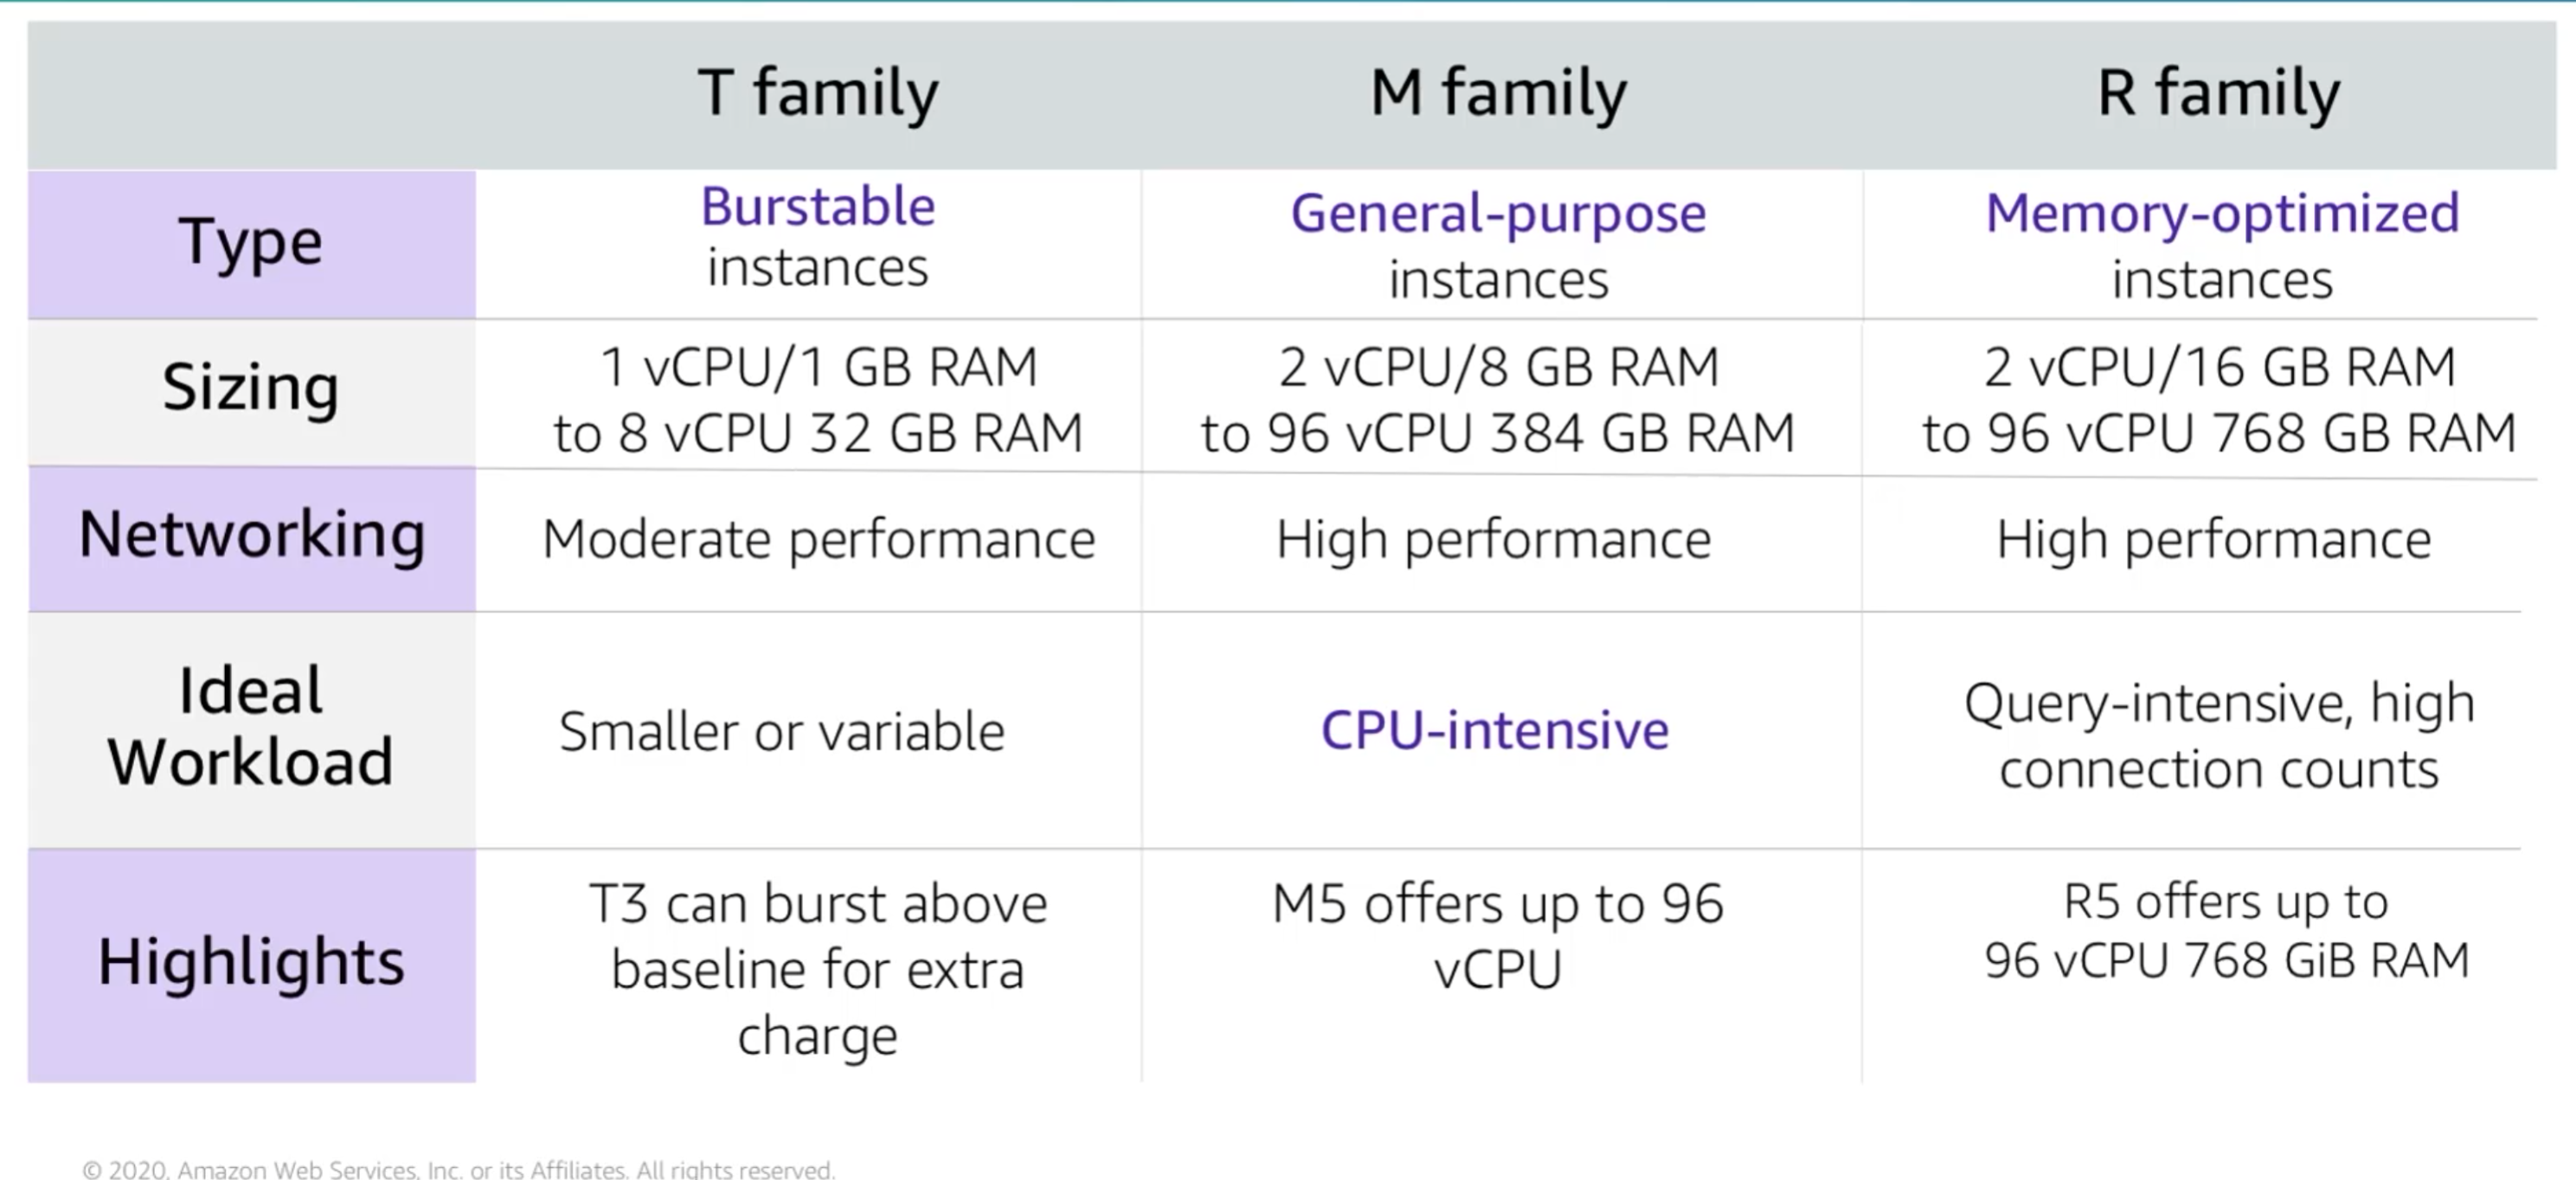 T family
M family
R family
Type
Burstable
instances
General-purpose
instances
Memory-optimized
instances
Sizing
1 vCPU/1 GB RAM
to 8 vCPU 32 GB RAM
2 vCPU/8 GB RAM
to 96 vCPU 384 GB RAM
2 vCPU/16 GB RAM
to 96 vCPU 768 GB RAM
Networking
Moderate performance
High performance
High performance
Ideal
Workload
Smaller or variable
CPU-intensive
Query-intensive, high
connection counts
Highlights
T3 can burst above
baseline for extra
charge
M5 offers up to 96
vCPU
R5 offers up to
96 vCPU 768 GiB RAM
© 2020, Amazon Web Services, Inc. or its Affiliates. All rights reserved.